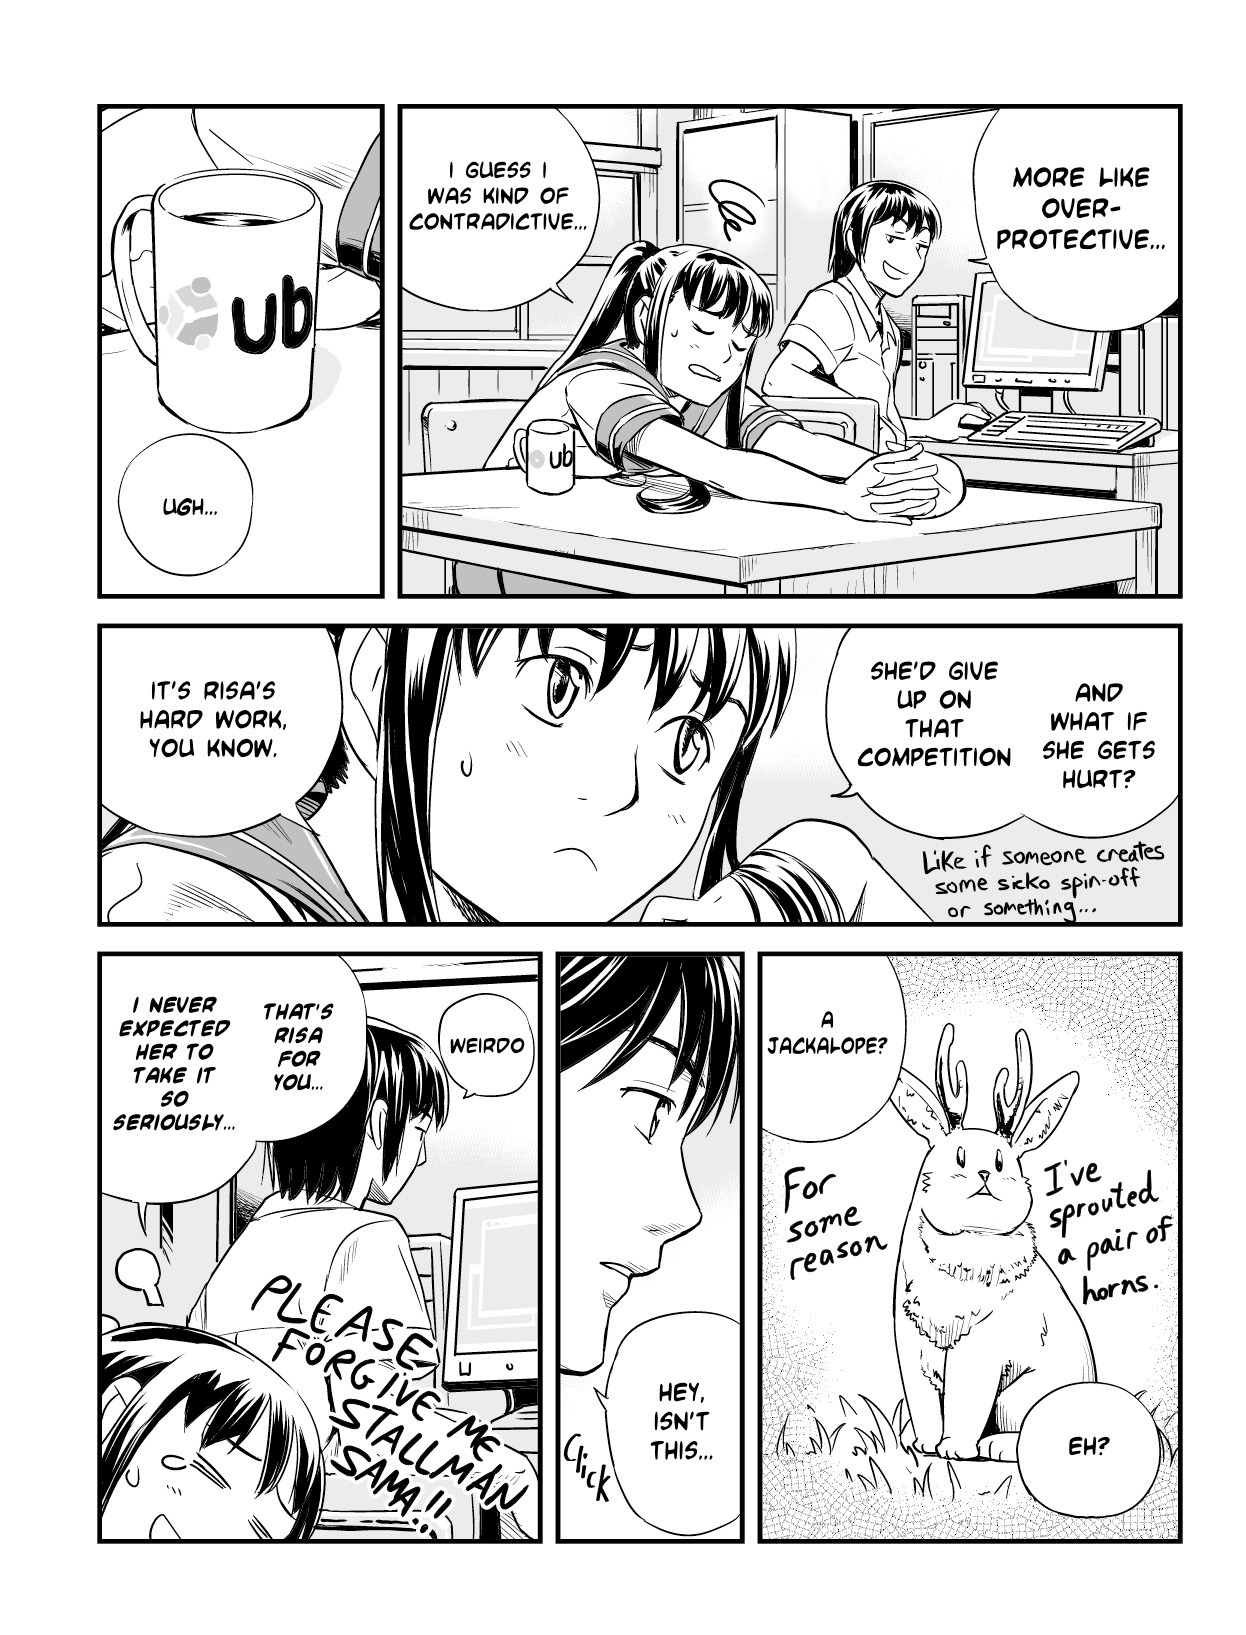 MORE LIKE
OVER-
PROTECTIVE...
I GUESS I
WAS KIND OF
CONTRADICTIVE...
ub
ub
UGH...
AND
WHAT IF
SHE GETS
HURT?
Like if someone creates
some sicko spin-off
or something...
SHE'D GIVE
UP ON
THAT
COMPETITION
IT'S RISA'S
HARD WORK,
YOU KNOW.
A
JACKALOPE?
For
some
reason
I've
sprouted
a pair of
horns.
EH?
HEY,
ISN'T
THIS...
Click
WEIRDO
THAT'S
RISA
FOR
YOU...
I NEVER
EXPECTED
HER TO
TAKE IT
SO
SERIOUSLY...
PLEASE
FORGIVE ME
STALLMAN
SAMA!!